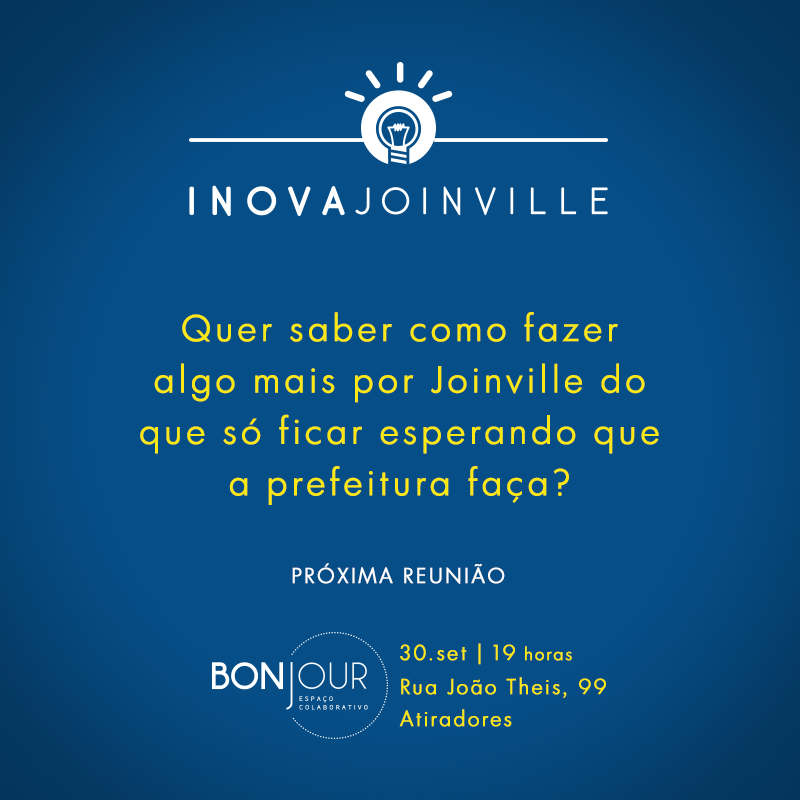 INOVAJOINVILLE
Quer saber como fazer
algo mais por Joinville do
que só ficar esperando que
a prefeitura faça?
PRÓXIMA REUNIÃO
BONJOUR
ESPAÇO
COLABORATIVO
30.set | 19 horas
Rua João Theis, 99
Atiradores